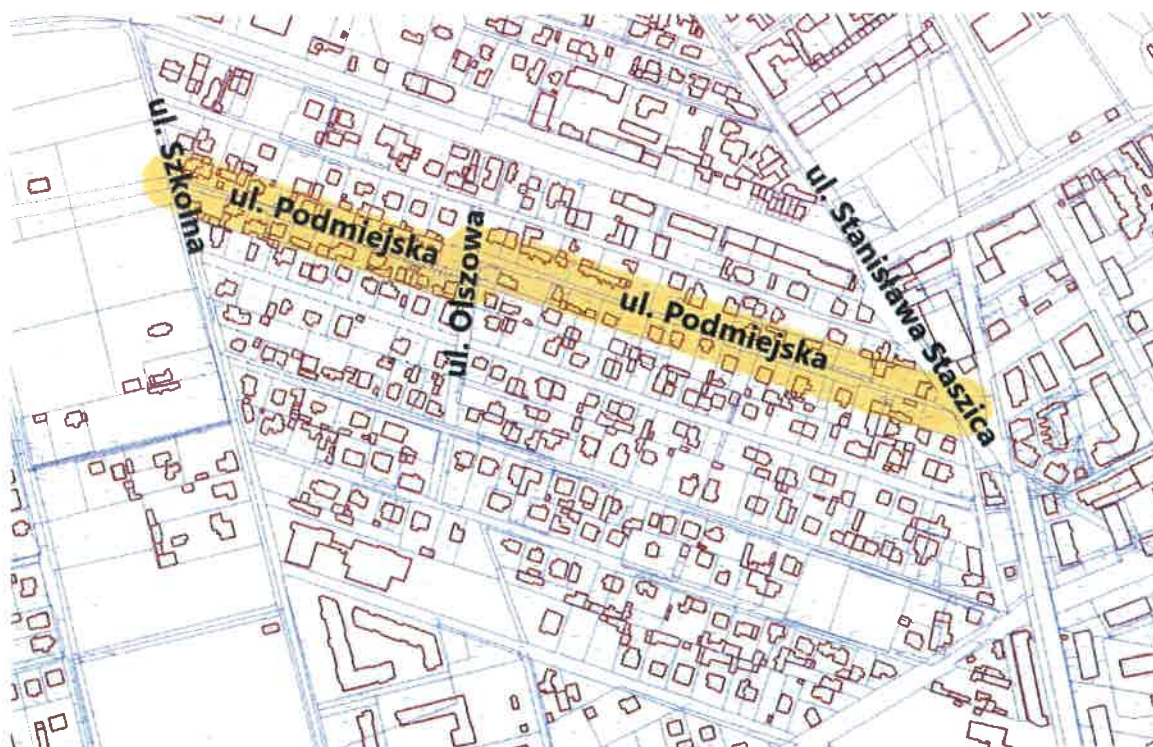 ul. Szkolna
ul. Podmiejska
ul. Olszowa
ul. Podmiejska
ul. Stanisława Staszica